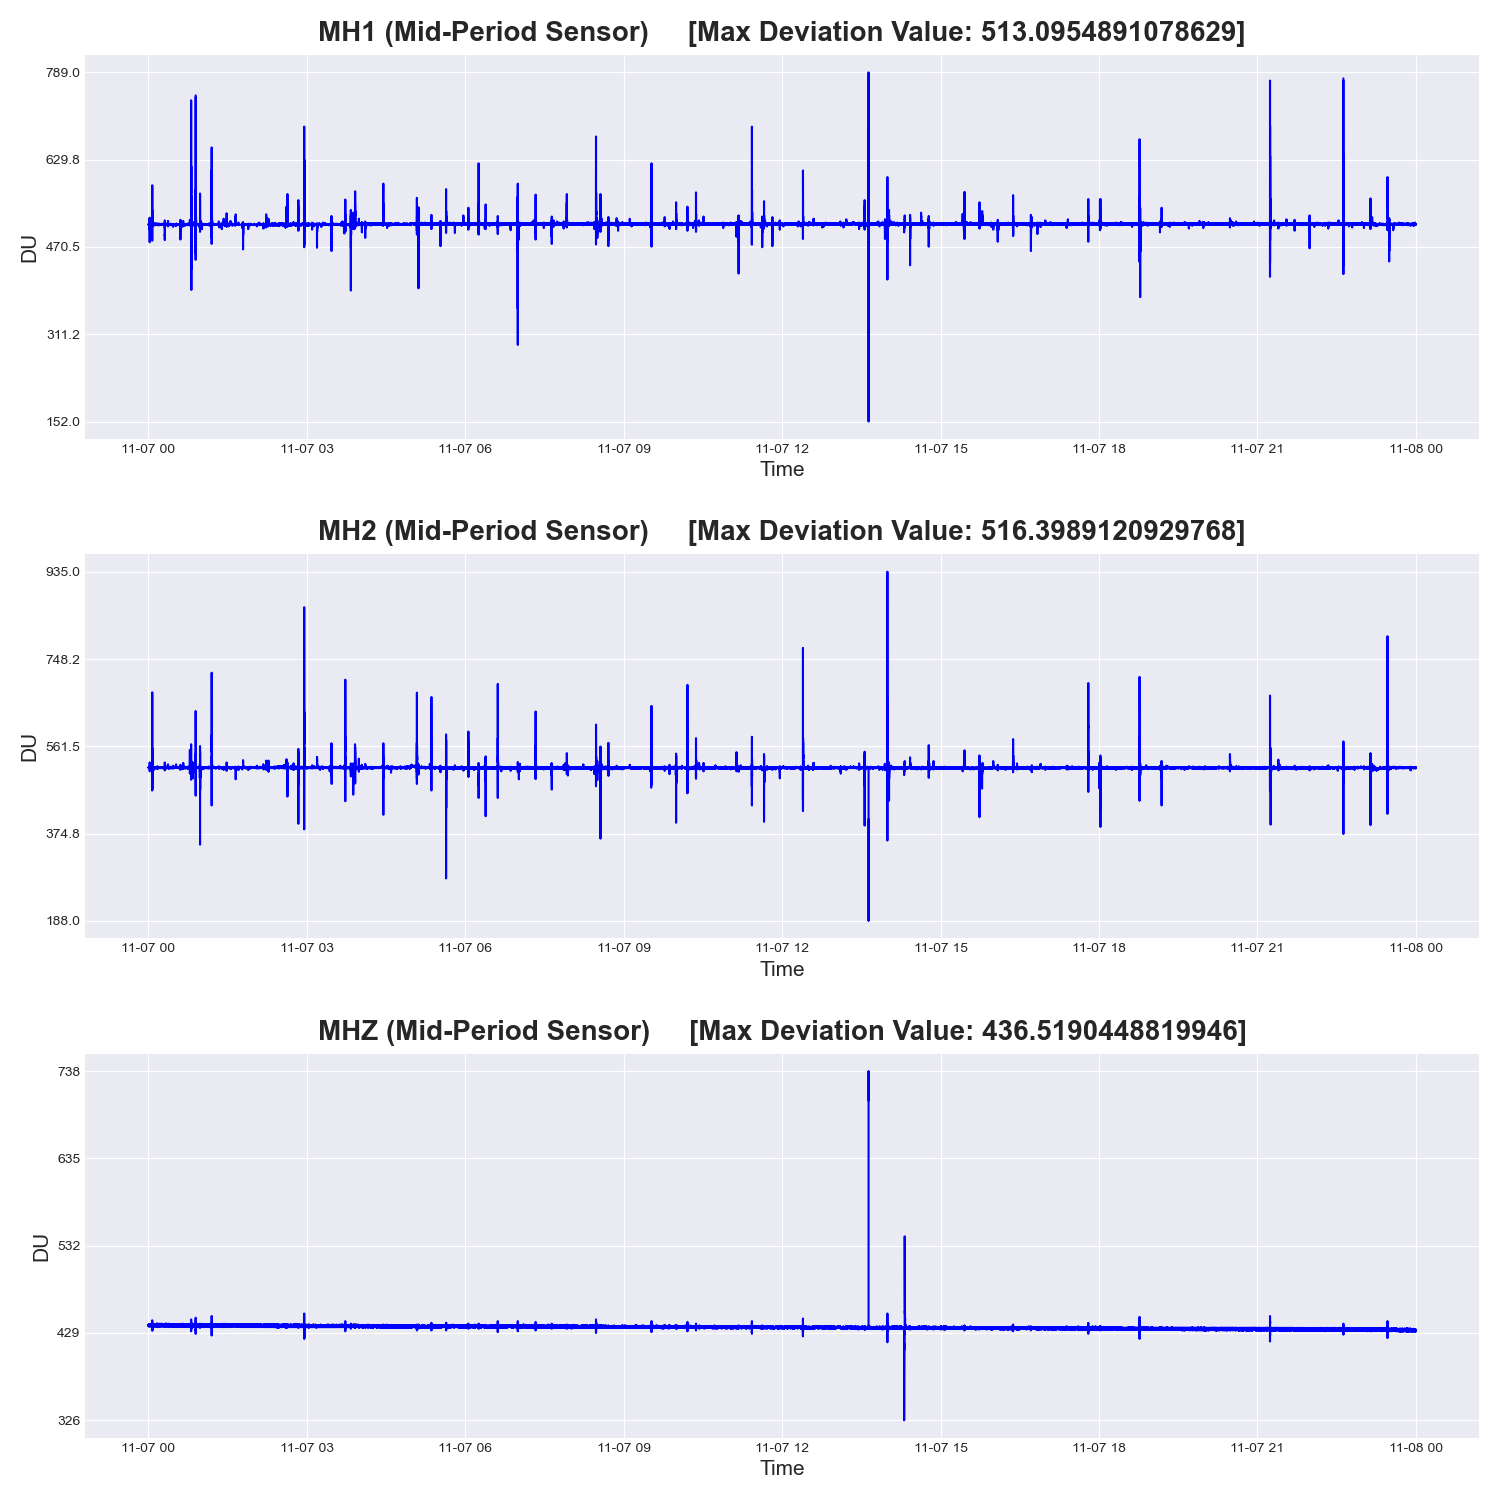 MH1 (Mid-Period Sensor) [Max Deviation Value: 513.0954891078629]
789.0
629.8
470.5
311.2
152.0
DU
11-07 00 11-07 03 11-07 06 11-07 09 11-07 12 11-07 15 11-07 18 11-07 21 11-08 00
Time
MH2 (Mid-Period Sensor) [Max Deviation Value: 516.3989120929768]
935.0
748.2
561.5
374.8
188.0
DU
11-07 00 11-07 03 11-07 06 11-07 09 11-07 12 11-07 15 11-07 18 11-07 21 11-08 00
Time
MHZ (Mid-Period Sensor) [Max Deviation Value: 436.5190448819946]
738
635
532
429
326
DU
11-07 00 11-07 03 11-07 06 11-07 09 11-07 12 11-07 15 11-07 18 11-07 21 11-08 00
Time